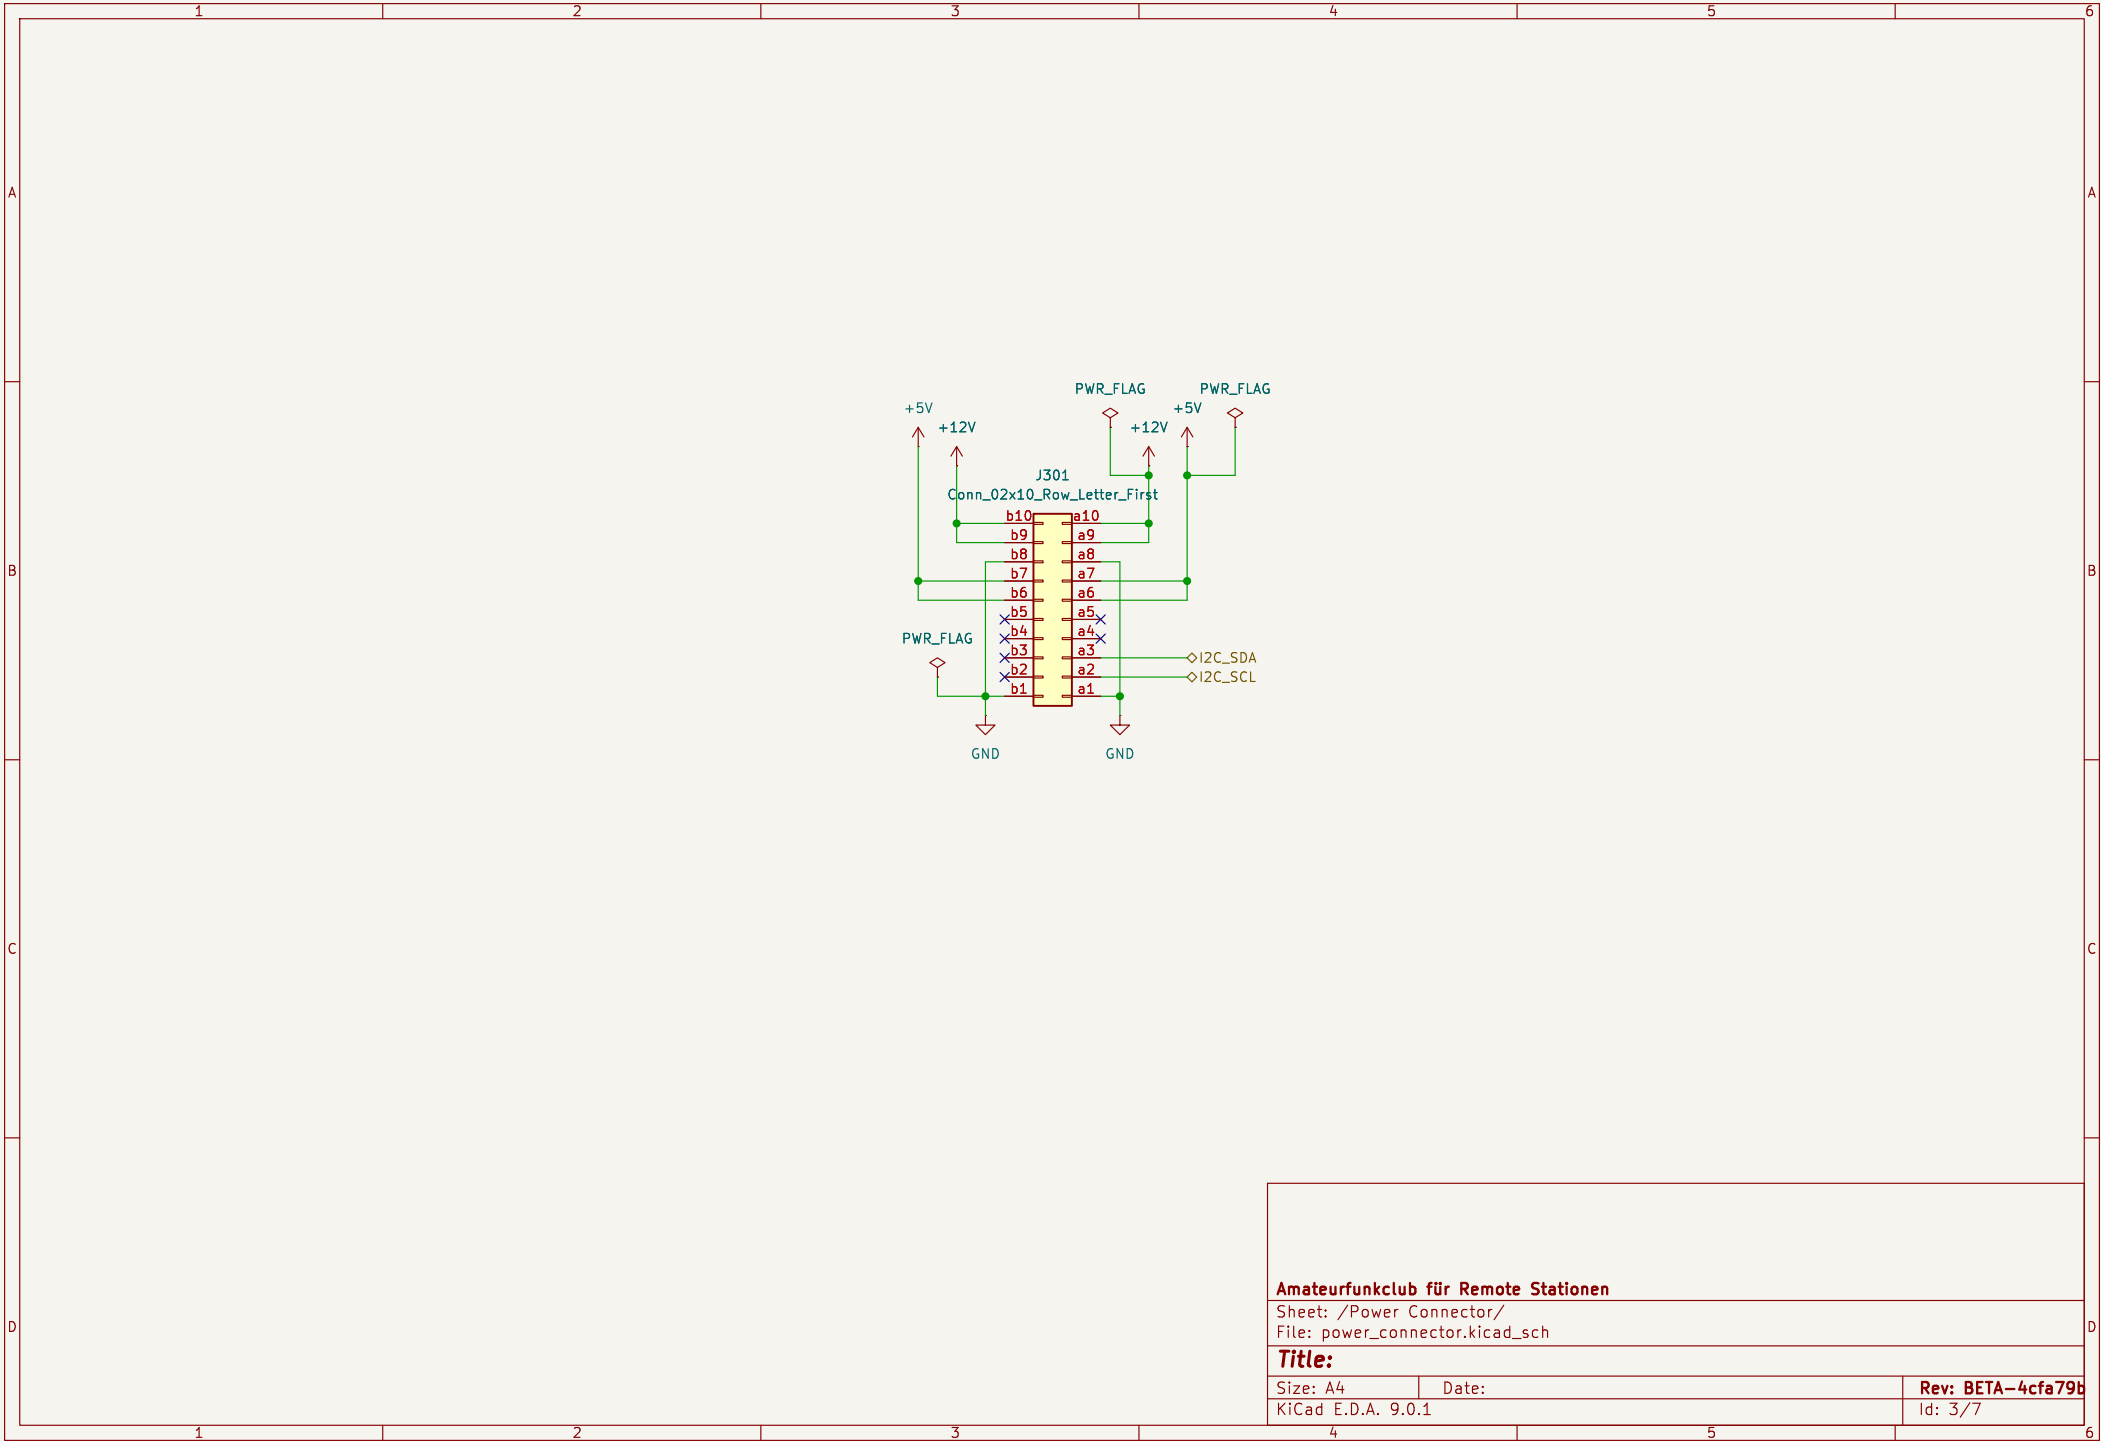 1 2 3 4 5 6
A A
PWR_FLAG PWR_FLAG
+5V +5V
+12V +12V
J301
Conn_02x10_Row_Letter_First
b10 a10
b9 a9
b8 a8
B b7 a7 B
b6 a6
b5 a5
PWR_FLAG b4 a4
b3 a3 I2C_SDA
b2 a2 I2C_SCL
b1 a1
GND GND
C C
Amateurfunkclub für Remote Stationen
Sheet: /Power Connector/
File: power_connector.kicad_sch
D D
Title:
Size: A4 Date: Rev: BETA-4cfa79b
KiCad E.D.A. 9.0.1 Id: 3/7
1 2 3 4 5 6